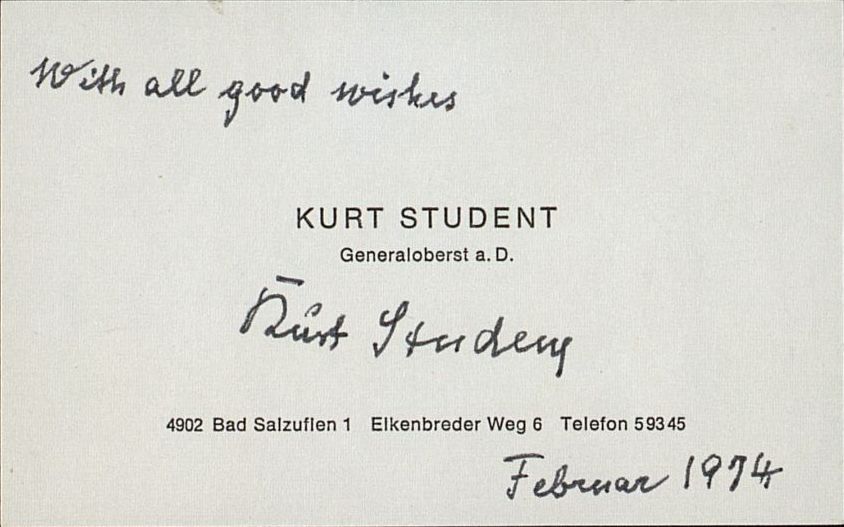 With all good wishes
KURT STUDENT
Generaloberst a. D.
Kurt Student
4902 Bad Salzuflen 1 Elkenbreder Weg 6 Telefon 59345
Februar 1974